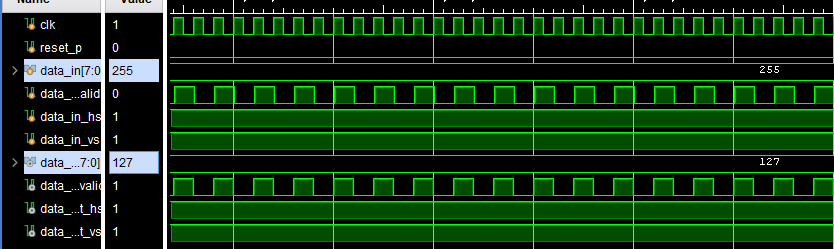 Name Value
clk 1
reset_p 0
data_in[7:0 255 255
data_...alid 0
data_in_hs 1
data_in_vs 1
data_...7:0] 127 127
data_...valid 1
data_...t_hs 1
data_...t_vs 1